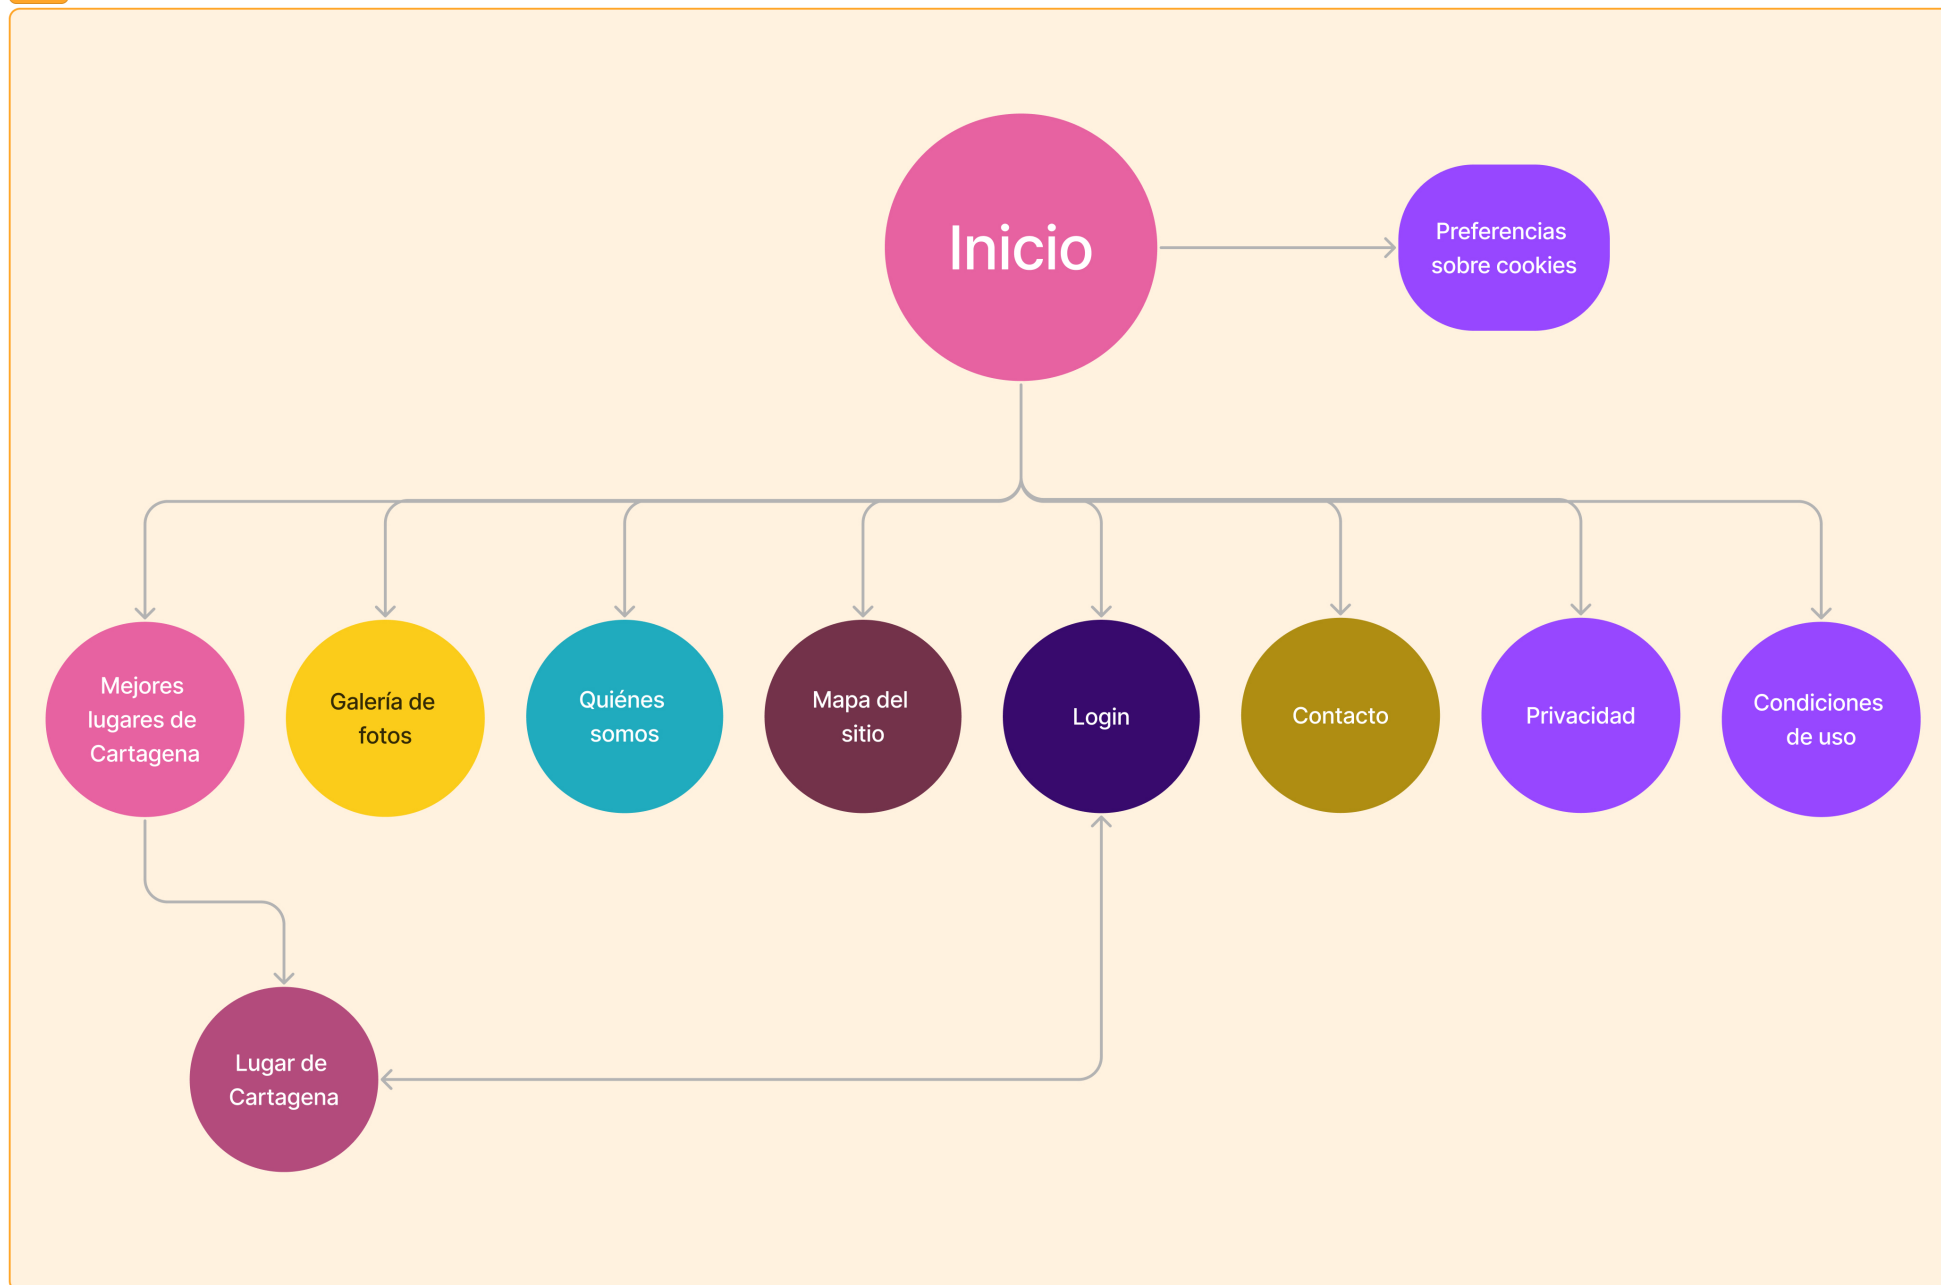 Inicio
Preferencias
sobre cookies
Mejores
lugares de
Cartagena
Galería de
fotos
Quiénes
somos
Mapa del
sitio
Login
Contacto
Privacidad
Condiciones
de uso
Lugar de
Cartagena